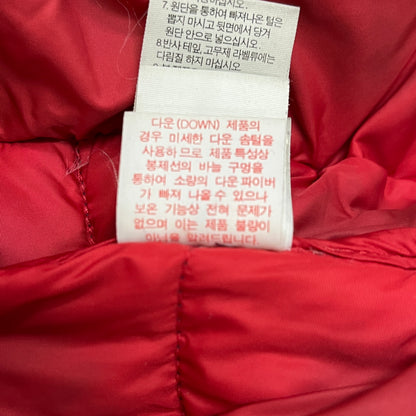 7. 원단을 통하여 빠져나온 털은
뽑지 마시고 뒷면에서 당겨
원단 안으로 넣으십시오.
8. 반사 테잎, 고무제 라벨류에는
다림질 하지 마십시오.
다운(DOWN) 제품의
경우 미세한 다운 솜털을
사용하므로 제품특성상
봉제선의 바늘 구멍을
통하여 소량의 다운파이버
가 빠져 나올 수 있으나
보온 기능상 전혀 문제가
없으며 이는 제품 불량이
아님을 알려드립니다.